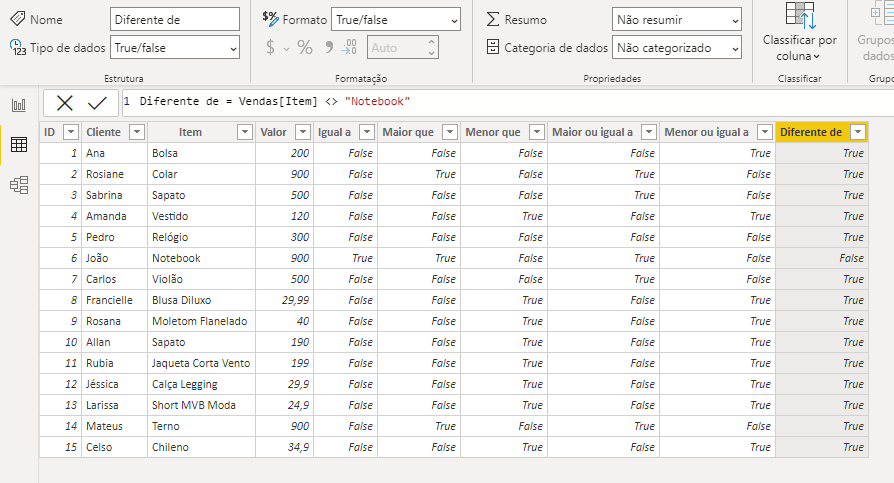 Nome Diferente de
Tipo de dados True/false
Estrutura
$% Formato True/false
$ % 9 .00 Auto
Formatação
Resumo Não resumir
Categoria de dados Não categorizado
Propriedades
Classificar por
coluna
Classificar
Grupos
dados
Grupo
1 Diferente de = Vendas[Item] <> "Notebook"
ID Cliente Item Valor Igual a Maior que Menor que Maior ou igual a Menor ou igual a Diferente de
1 Ana Bolsa 200 False False False False True True
2 Rosiane Colar 900 False True False True False True
3 Sabrina Sapato 500 False False False True False True
4 Amanda Vestido 120 False False True False True True
5 Pedro Relógio 300 False False False False False True
6 João Notebook 900 True True False True False False
7 Carlos Violão 500 False False False True False True
8 Francielle Blusa Diluxo 29,99 False False True False True True
9 Rosana Moletom Flanelado 40 False False True False True True
10 Allan Sapato 190 False False True False True True
11 Rubia Jaqueta Corta Vento 199 False False True False True True
12 Jéssica Calça Legging 29,9 False False True False True True
13 Larissa Short MVB Moda 24,9 False False True False True True
14 Mateus Terno 900 False True False True False True
15 Celso Chileno 34,9 False False True False True True